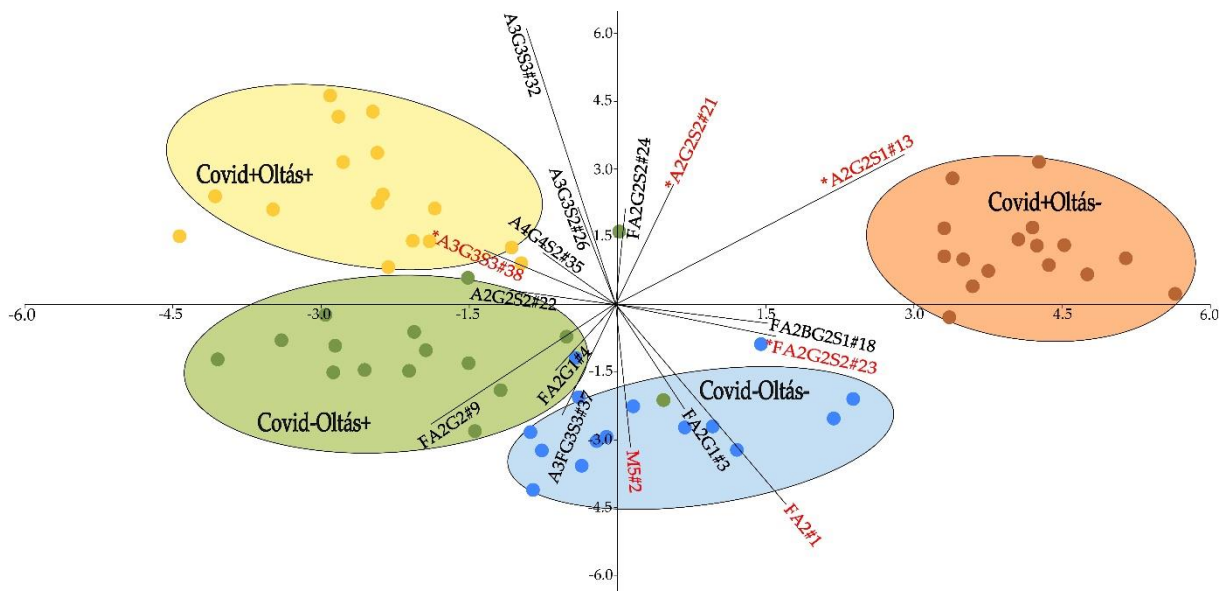 6.0
A3G3S3#32
4.5
*A2G2S2#21
FA2G2S2#24
3.0
*A2G2S1#13
Covid+Oltás+
Covid+Oltás-
A3G3S2#26
1.5
A4G4S2#35
*A3G3S3#38
A2G2S2#22
-6.0
-4.5
-3.0
-1.5
1.5
3.0
4.5
6.0
FA2BG2S1#18
*FA2G2S2#23
-1.5
FA2G1#4
Covid-Oltás-
Covid-Oltás+
FA2G2#9
A3FG3S3#37
FA2G1#3
-3.0
M5#2
-4.5
FA2#1
-6.0